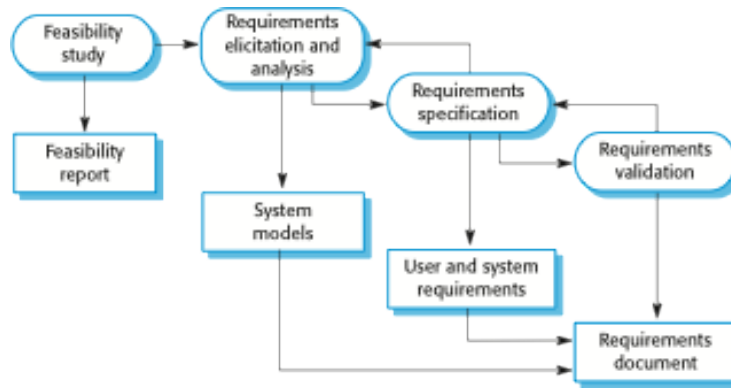 Feasibility
study
Requirements
elicitation and
analysis
Requirements
specification
Requirements
validation
Feasibility
report
System
models
User and system
requirements
Requirements
document